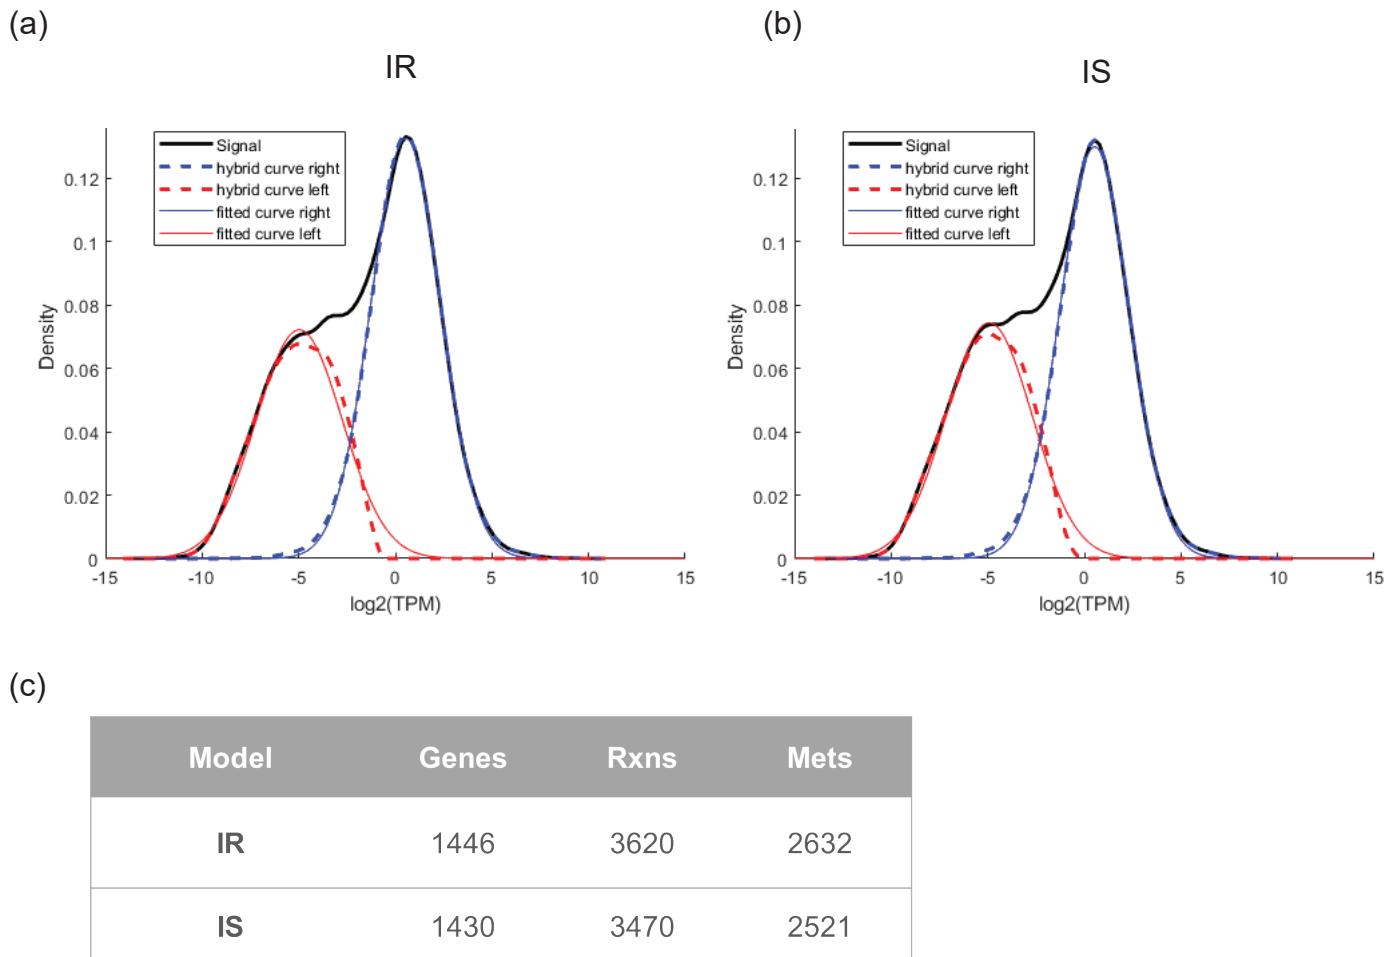 (a)
IR
Signal
hybrid curve right
hybrid curve left
fitted curve right
fitted curve left
0.12
0.1
0.08
0.06
0.04
0.02
0
Density
-15 -10 -5 0 5 10 15
log2(TPM)
(b)
IS
Signal
hybrid curve right
hybrid curve left
fitted curve right
fitted curve left
0.12
0.1
0.08
0.06
0.04
0.02
0
Density
-15 -10 -5 0 5 10 15
log2(TPM)
(c)
Model Genes Rxns Mets
IR 1446 3620 2632
IS 1430 3470 2521